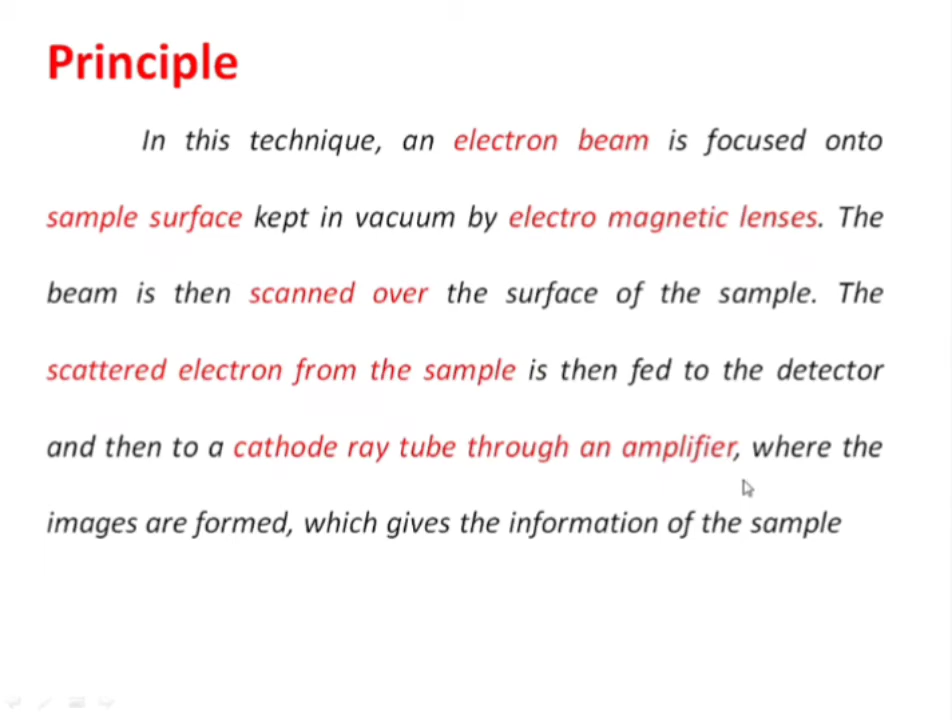 Principle
In this technique, an electron beam is focused onto
sample surface kept in vacuum by electro magnetic lenses. The
beam is then scanned over the surface of the sample. The
scattered electron from the sample is then fed to the detector
and then to a cathode ray tube through an amplifier, where the
images are formed, which gives the information of the sample